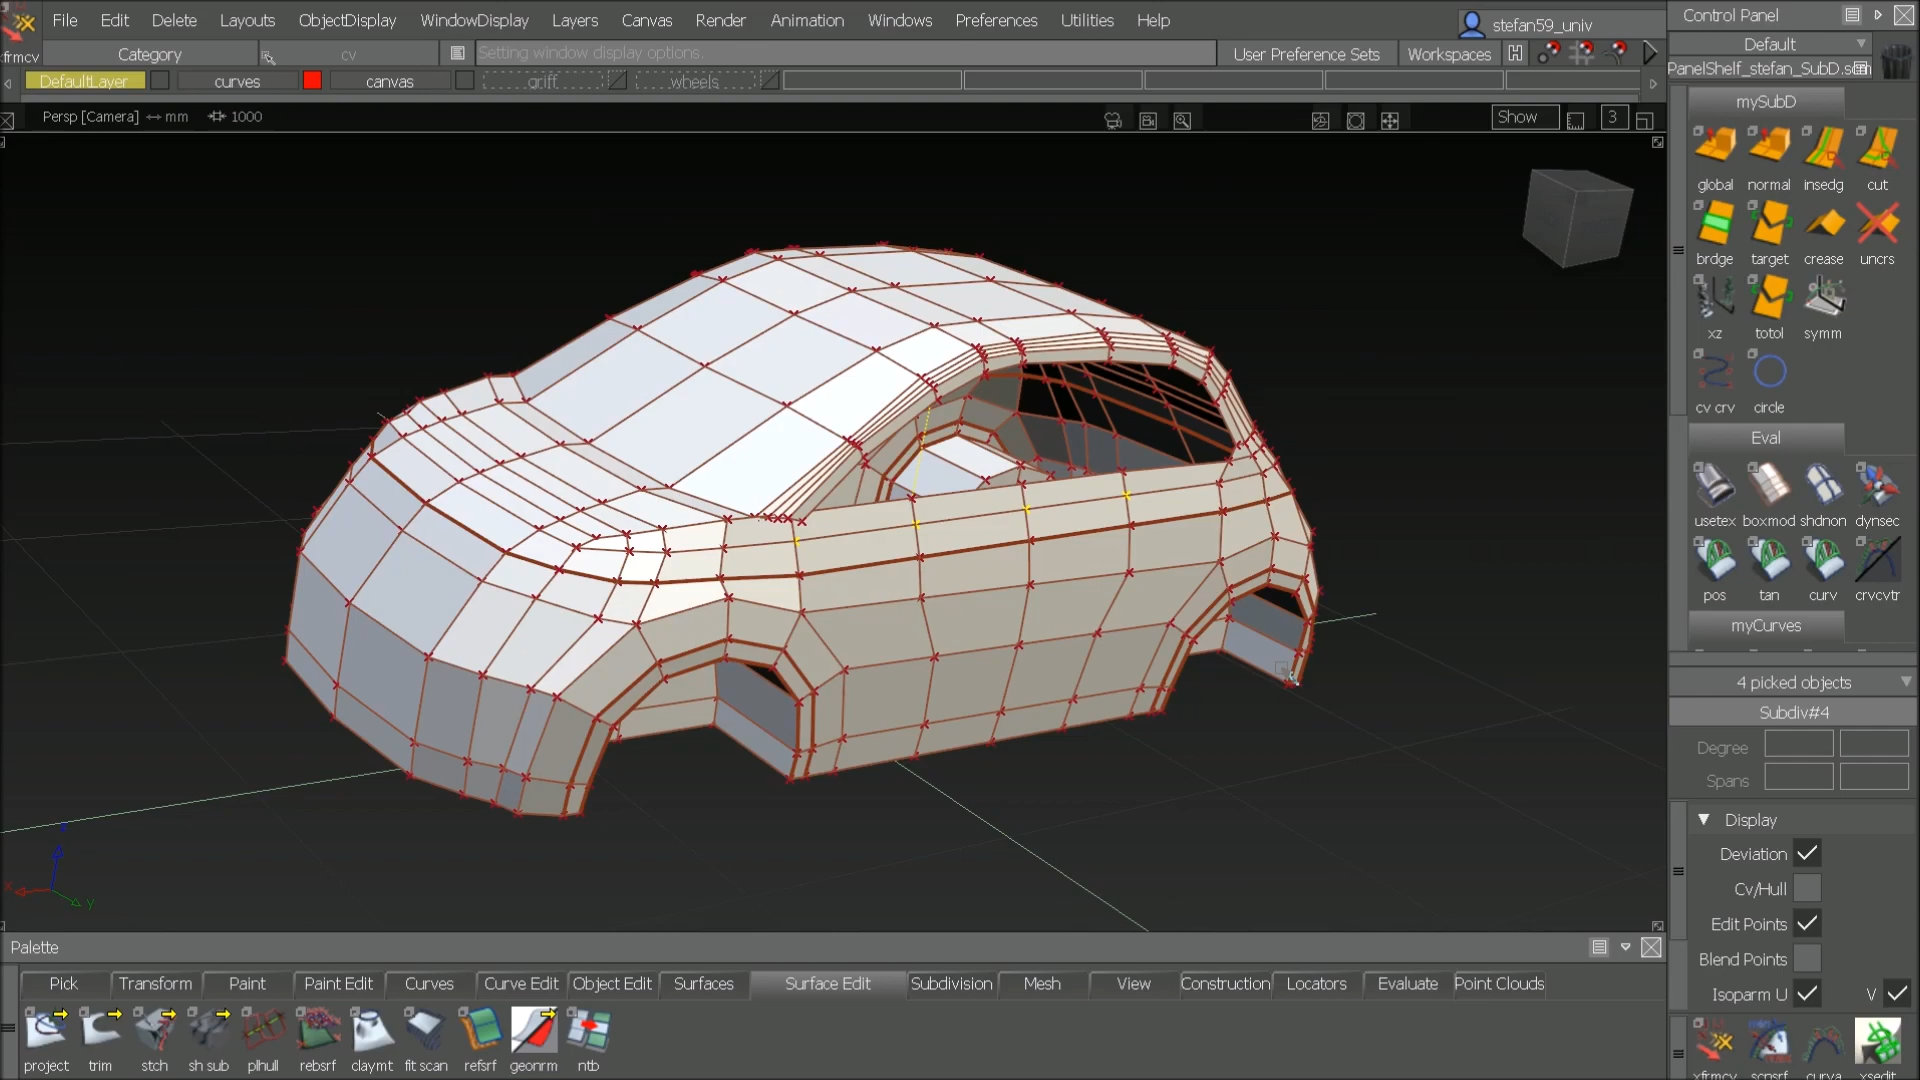 File Edit Delete Layouts ObjectDisplay WindowDisplay Layers Canvas Render Animation Windows Preferences Utilities Help
stefan59_univ
Control Panel
xfrmcv Category cv Setting window display options. User Preference Sets Workspaces
Default
PanelShelf_stefan_SubD.scm
DefaultLayer curves canvas griff wheels
Persp [Camera] mm 1000 Show 3
mySubD
global normal insedg cut
brdge target crease uncrs
xz totol symm
cv crv circle
Eval
usetex boxmod shdnon dynsec
pos tan curv crvcvtr
myCurves
4 picked objects
Subdiv#4
Degree
Spans
Display
Deviation
Cv/Hull
Edit Points
Blend Points
Isoparm U V
x y
Palette
Pick Transform Paint Paint Edit Curves Curve Edit Object Edit Surfaces Surface Edit Subdivision Mesh View Construction Locators Evaluate Point Clouds
project trim stch sh sub plhull rebsrf claymt fit scan refsrf geonrm ntb
xfrmcv scnsrf curva xsedit